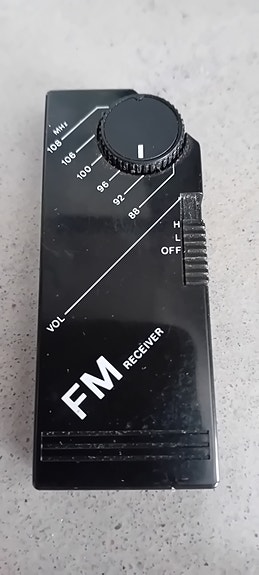 MHz
108
106
100
96
92
88
H
L
OFF
VOL
FM RECEIVER